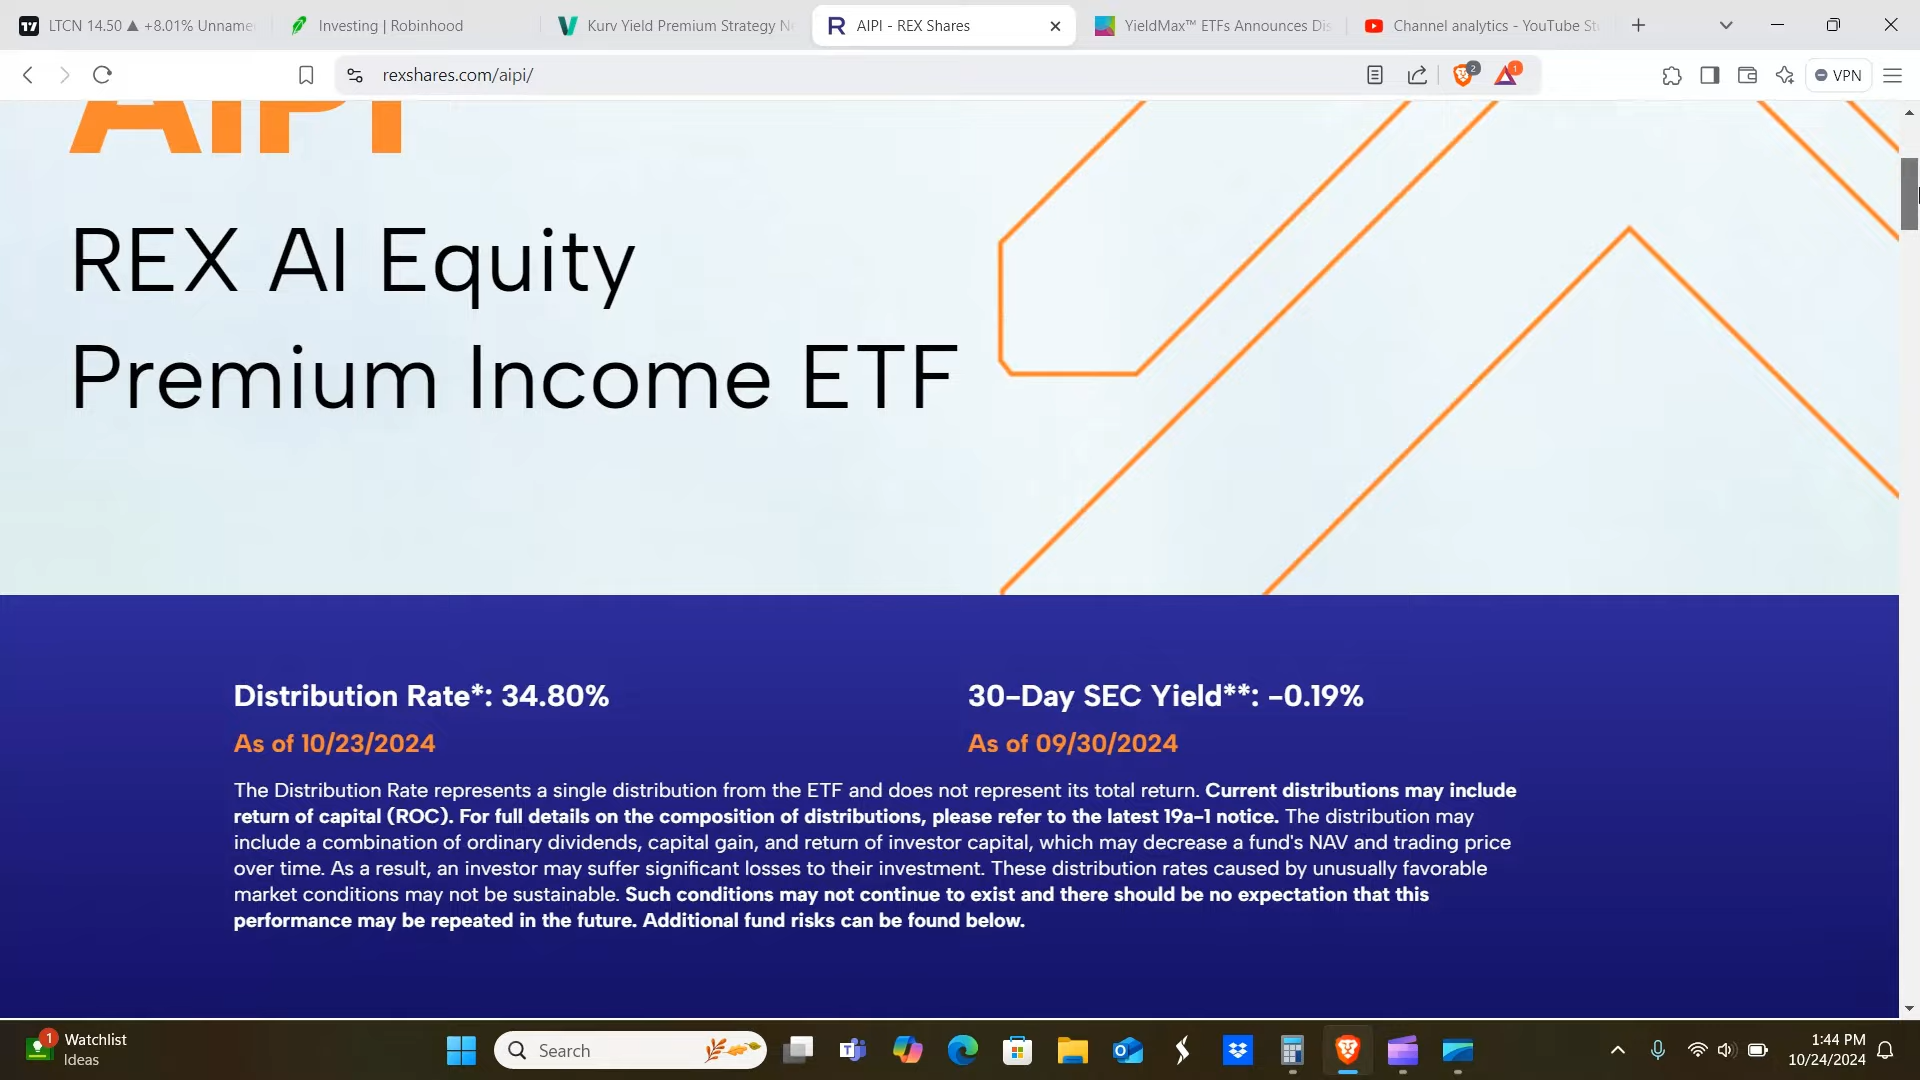 LTCN 14.50 ▲ +8.01% Unname
Investing | Robinhood
Kurv Yield Premium Strategy N
AIPI - REX Shares
YieldMax™ ETFs Announces Dis
Channel analytics - YouTube St
rexshares.com/aipi/
2
1
VPN
AIPI
REX AI Equity
Premium Income ETF
Distribution Rate*: 34.80%
30-Day SEC Yield**: -0.19%
As of 10/23/2024
As of 09/30/2024
The Distribution Rate represents a single distribution from the ETF and does not represent its total return. Current distributions may include
return of capital (ROC). For full details on the composition of distributions, please refer to the latest 19a-1 notice. The distribution may
include a combination of ordinary dividends, capital gain, and return of investor capital, which may decrease a fund's NAV and trading price
over time. As a result, an investor may suffer significant losses to their investment. These distribution rates caused by unusually favorable
market conditions may not be sustainable. Such conditions may not continue to exist and there should be no expectation that this
performance may be repeated in the future. Additional fund risks can be found below.
1
Watchlist
Ideas
Search
1:44 PM
10/24/2024